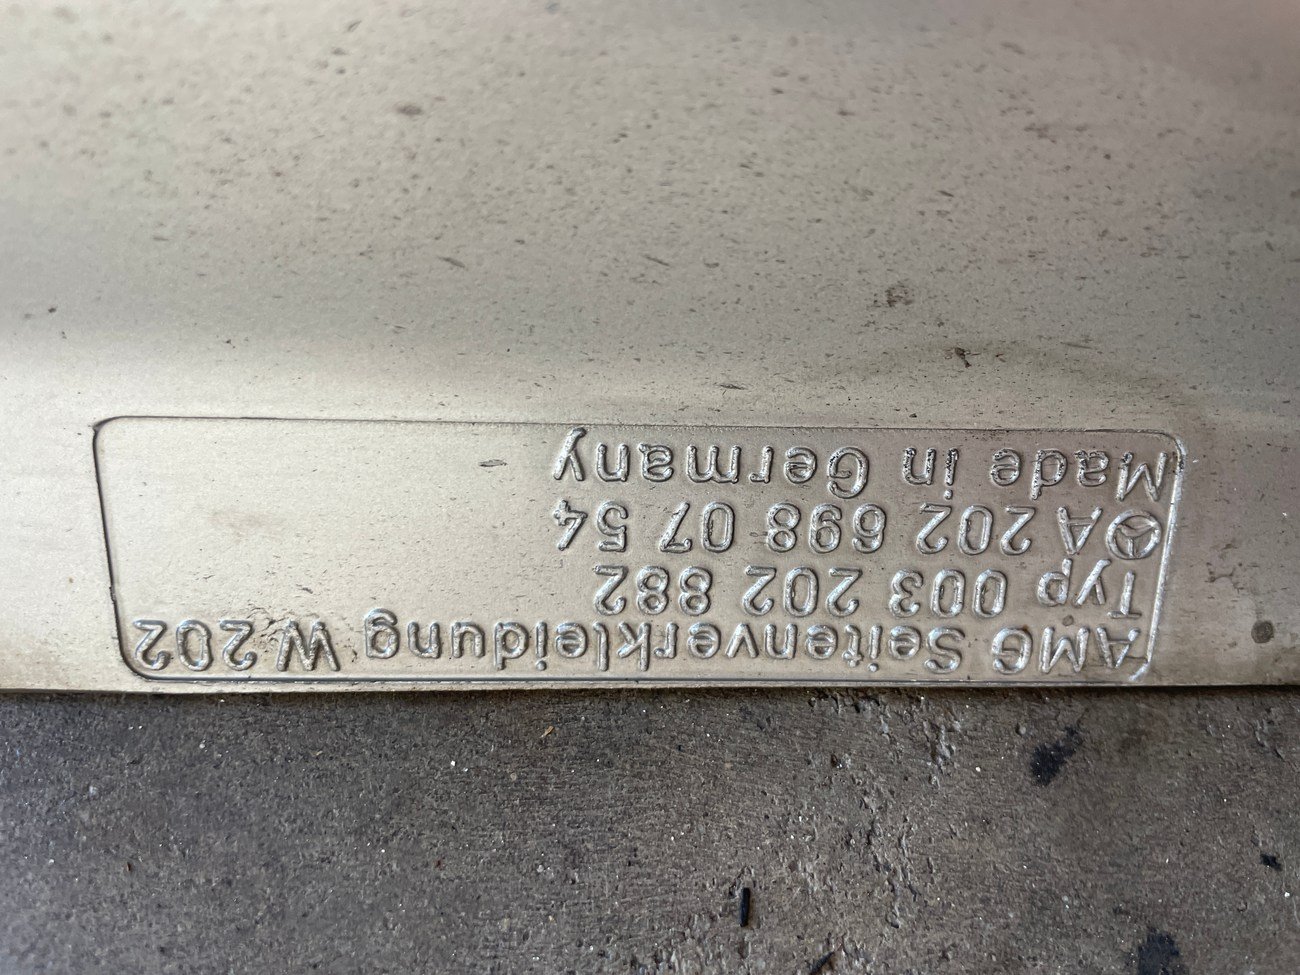 AMG Seitenverkleidung W 202
Typ 003 202 882
A 202 698 07 54
Made in Germany